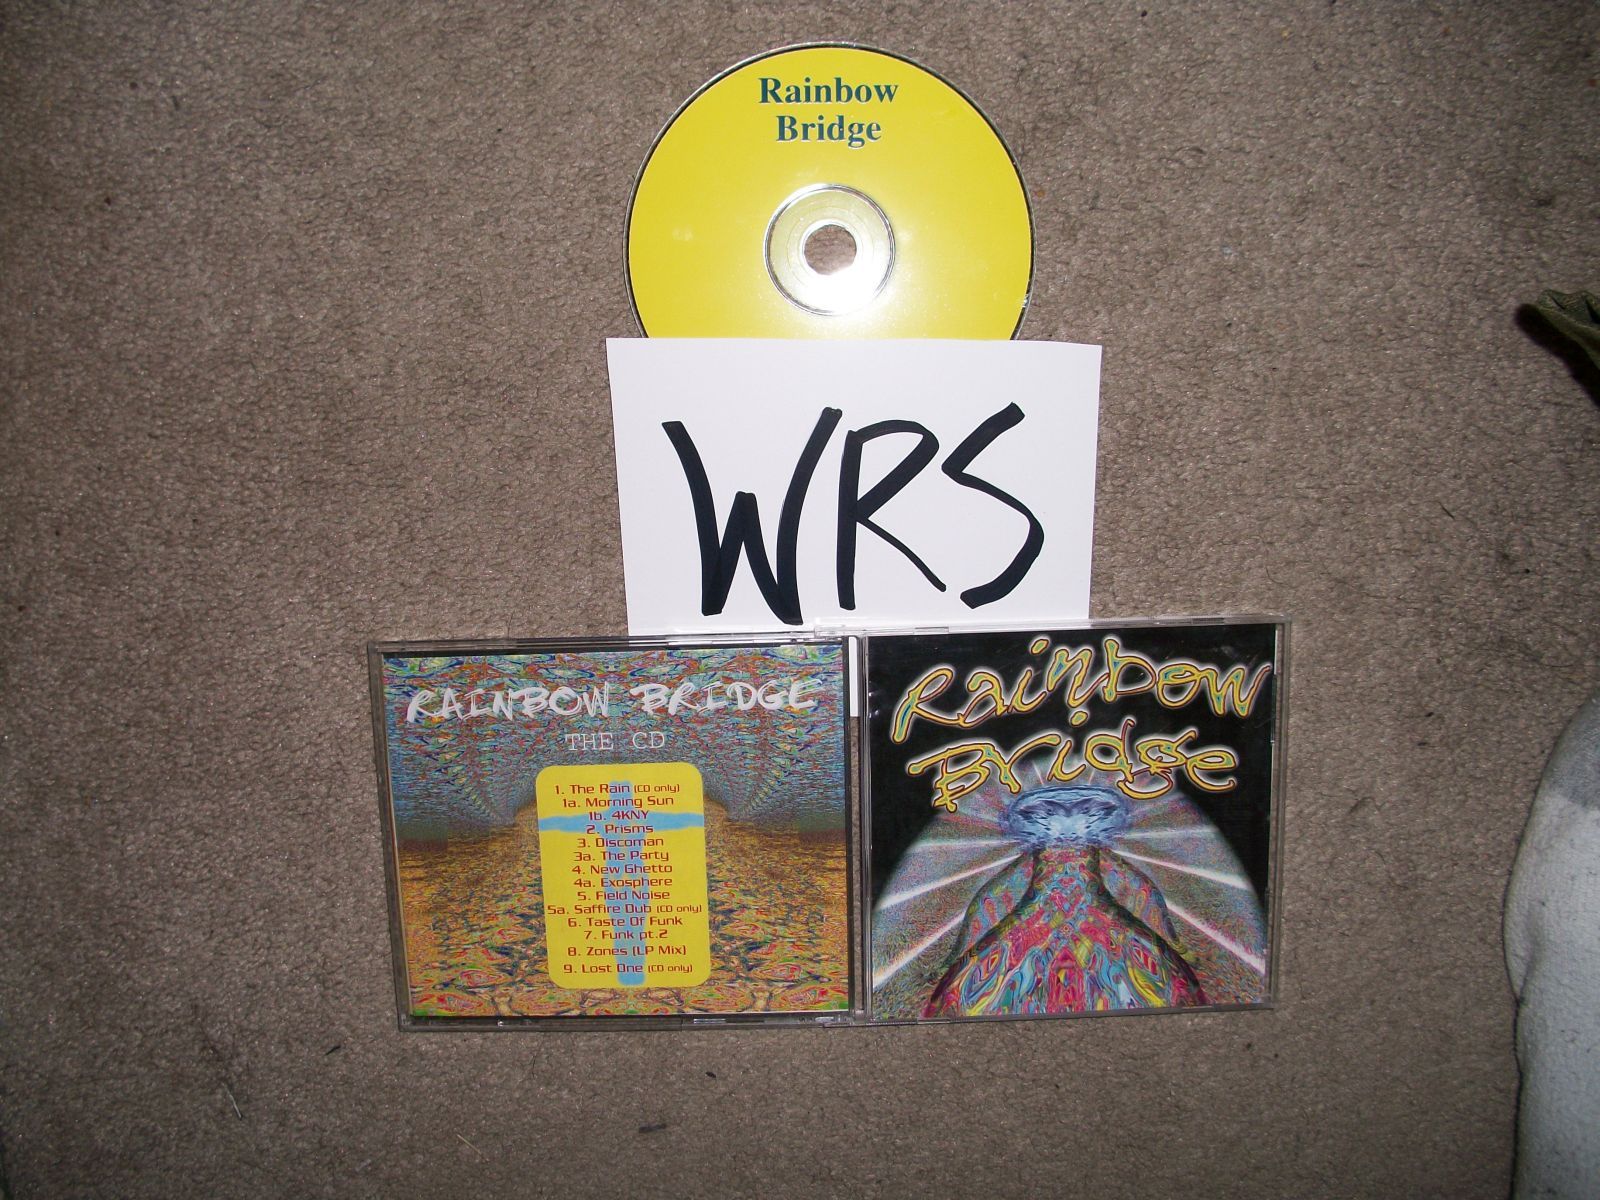 Rainbow
Bridge
WRS
RAINBOW BRIDGE
THE CD
1. The Rain (CD only)
1a. Morning Sun
1b. 4KNY
2. Prisms
3. Discoman
3a. The Party
4. New Ghetto
4a. Exosphere
5. Field Noise
5a. Saffire Dub (CD only)
6. Taste Of Funk
7. Funk pt.2
8. Zones (LP Mix)
9. Lost One (CD only)
Rainbow
Bridge